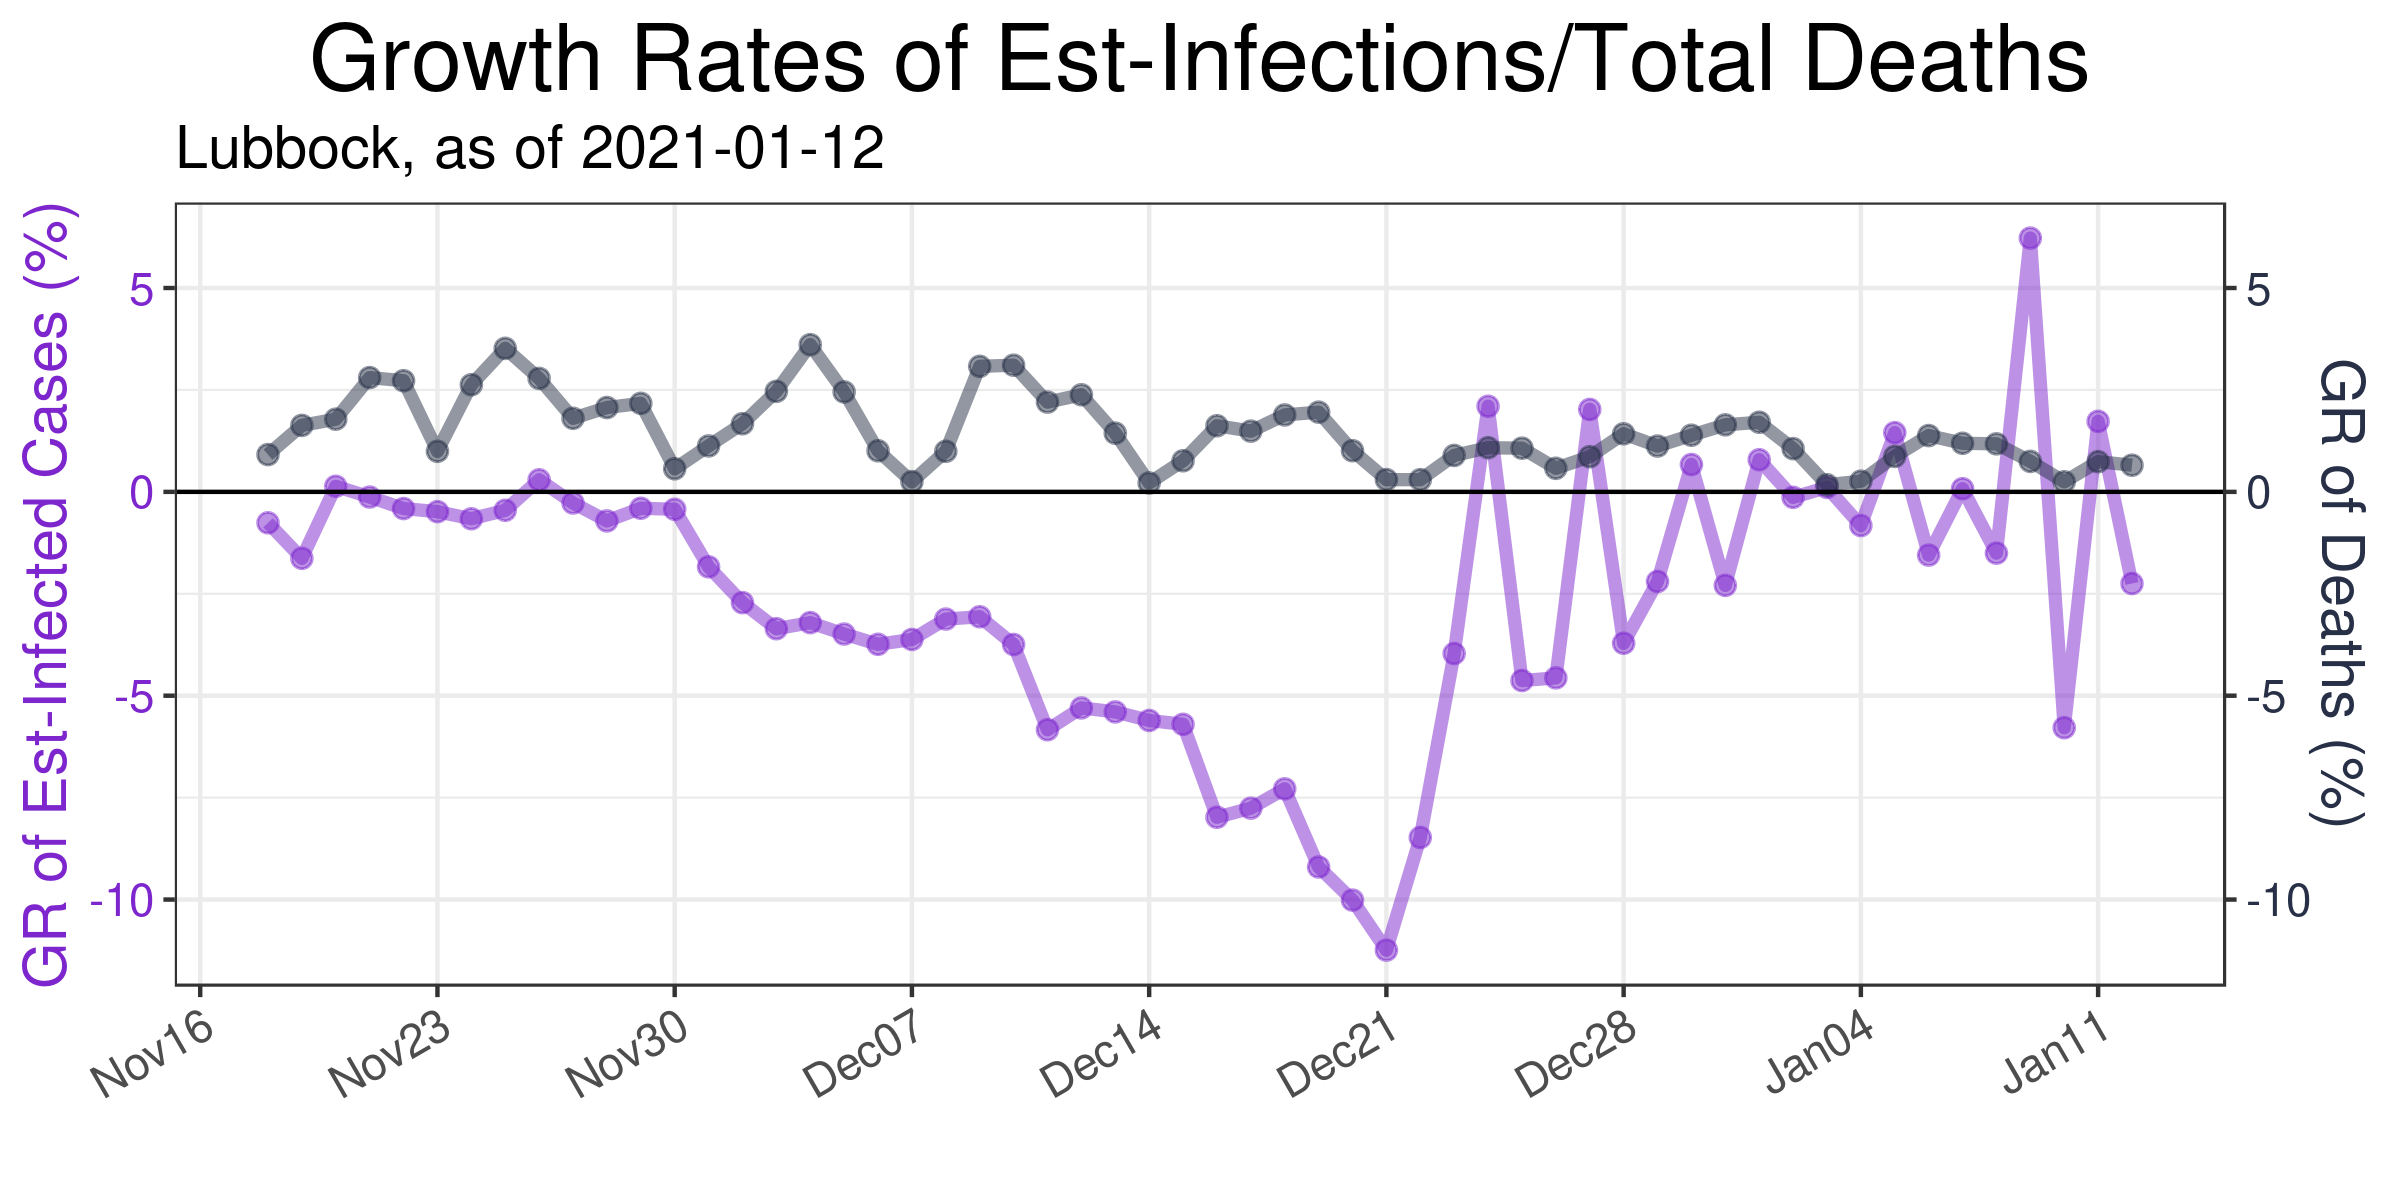 Growth Rates of Est-Infections/Total Deaths
Lubbock, as of 2021-01-12
GR of Est-Infected Cases (%)
5
0
-5
-10
5
0
-5
-10
GR of Deaths (%)
Nov16
Nov23
Nov30
Dec07
Dec14
Dec21
Dec28
Jan04
Jan11